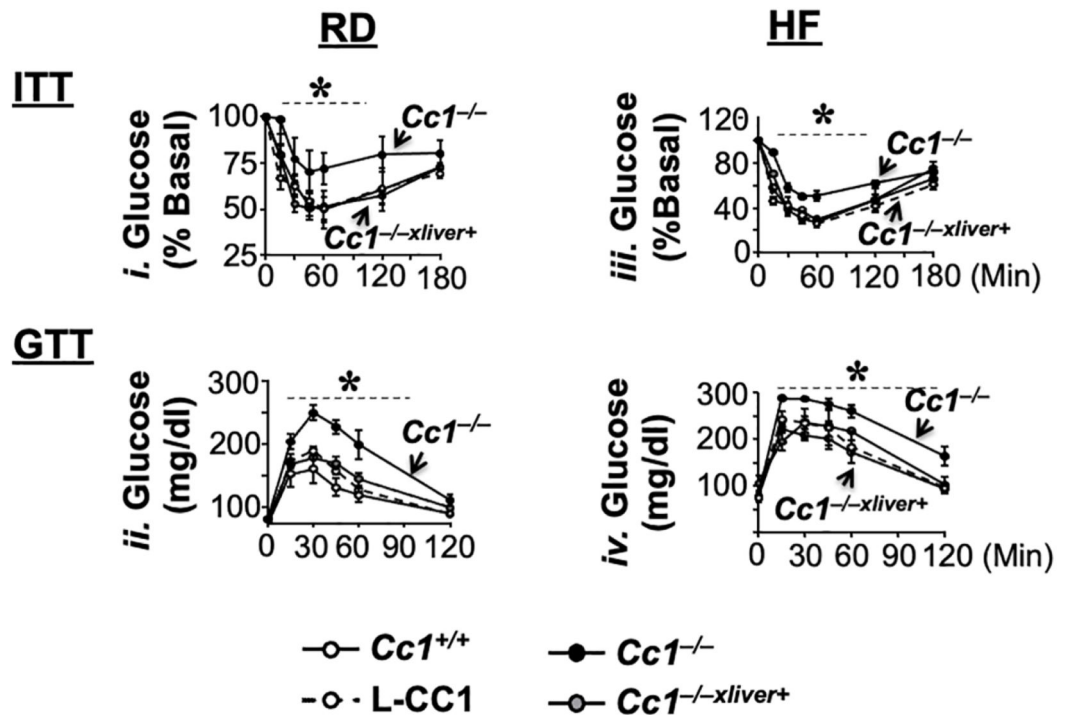 RD
HF
ITT
i. Glucose
(% Basal)
100
75
50
25
*
Cc1–/–
Cc1–/–xliver+
0 60 120 180
iii. Glucose
(%Basal)
120
80
40
0
*
Cc1–/–
Cc1–/–xliver+
0 60 120 180 (Min)
GTT
ii. Glucose
(mg/dl)
300
200
100
*
Cc1–/–
0 30 60 90 120
iv. Glucose
(mg/dl)
300
200
100
*
Cc1–/–
Cc1–/–xliver+
0 30 60 90 120 (Min)
Cc1+/+
Cc1–/–
L-CC1
Cc1–/–xliver+